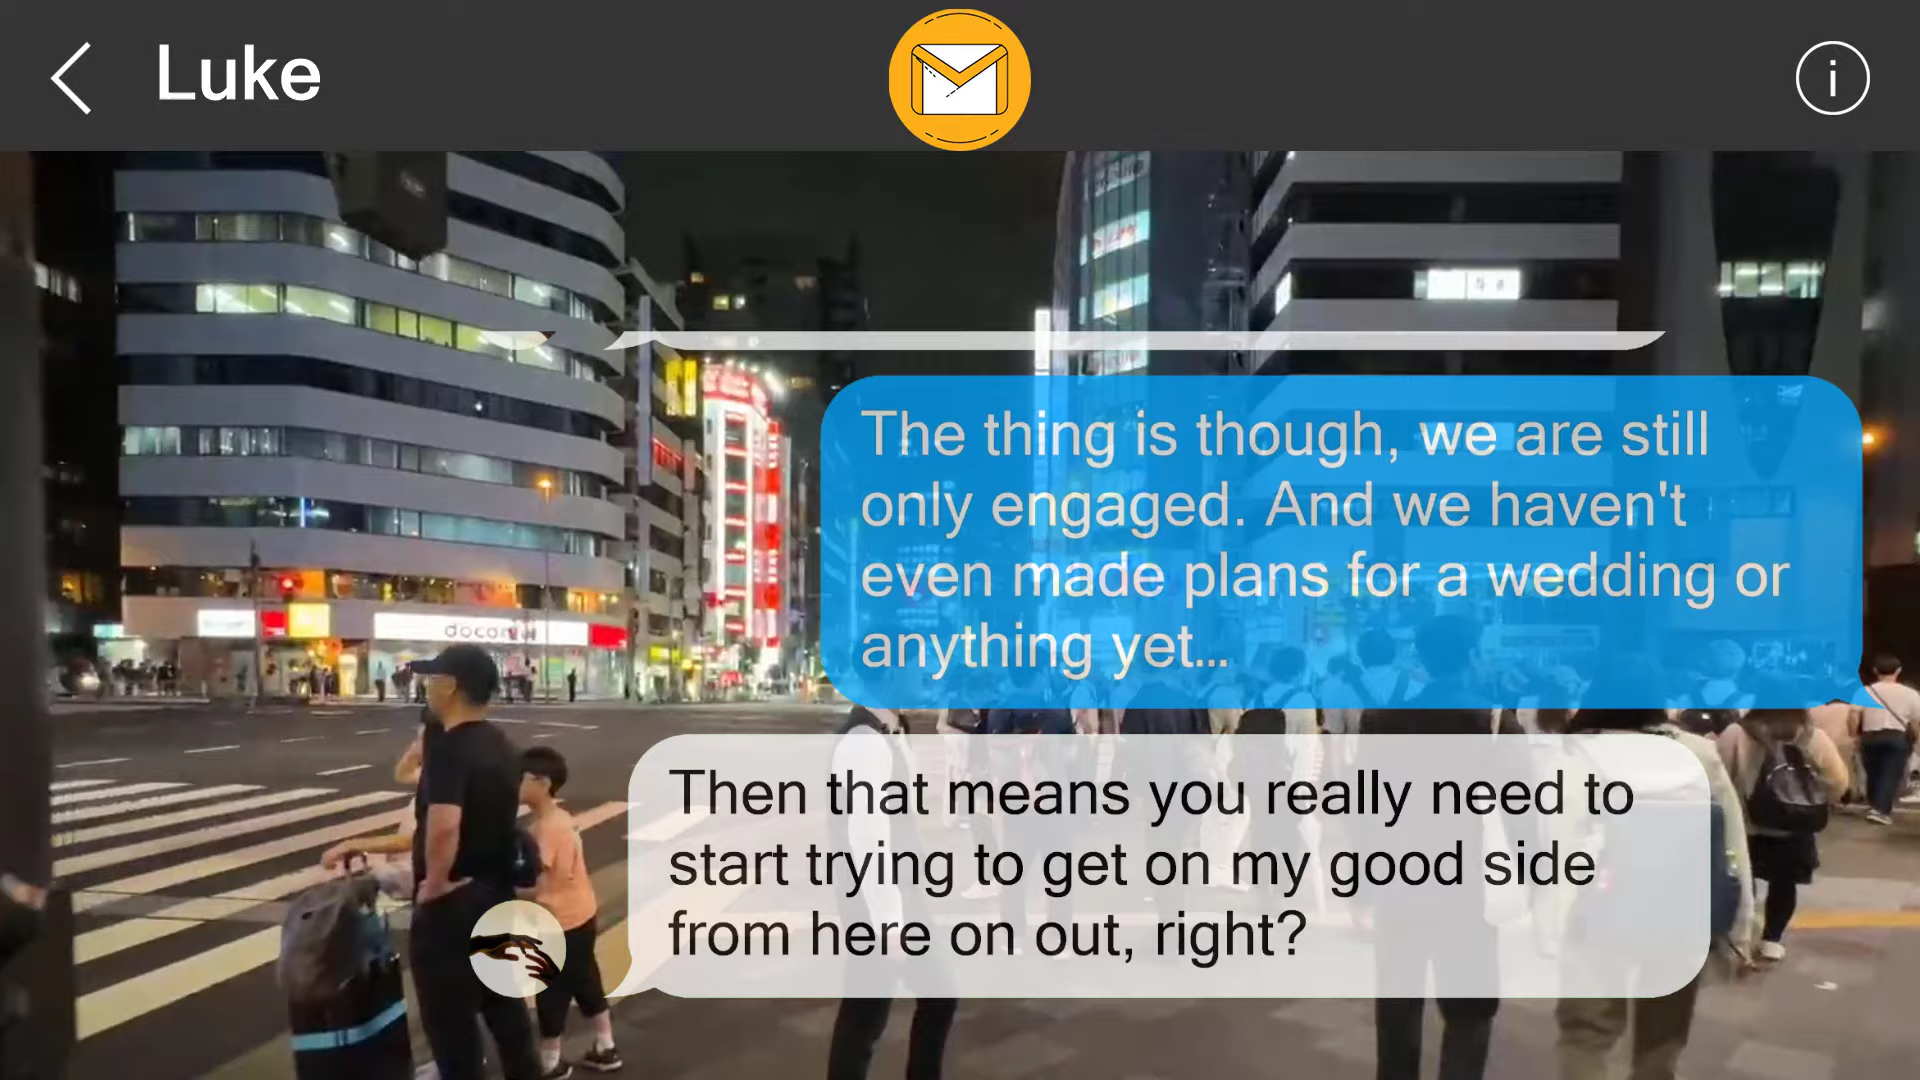 Luke
i
The thing is though, we are still
only engaged. And we haven't
even made plans for a wedding or
anything yet...
Then that means you really need to
start trying to get on my good side
from here on out, right?